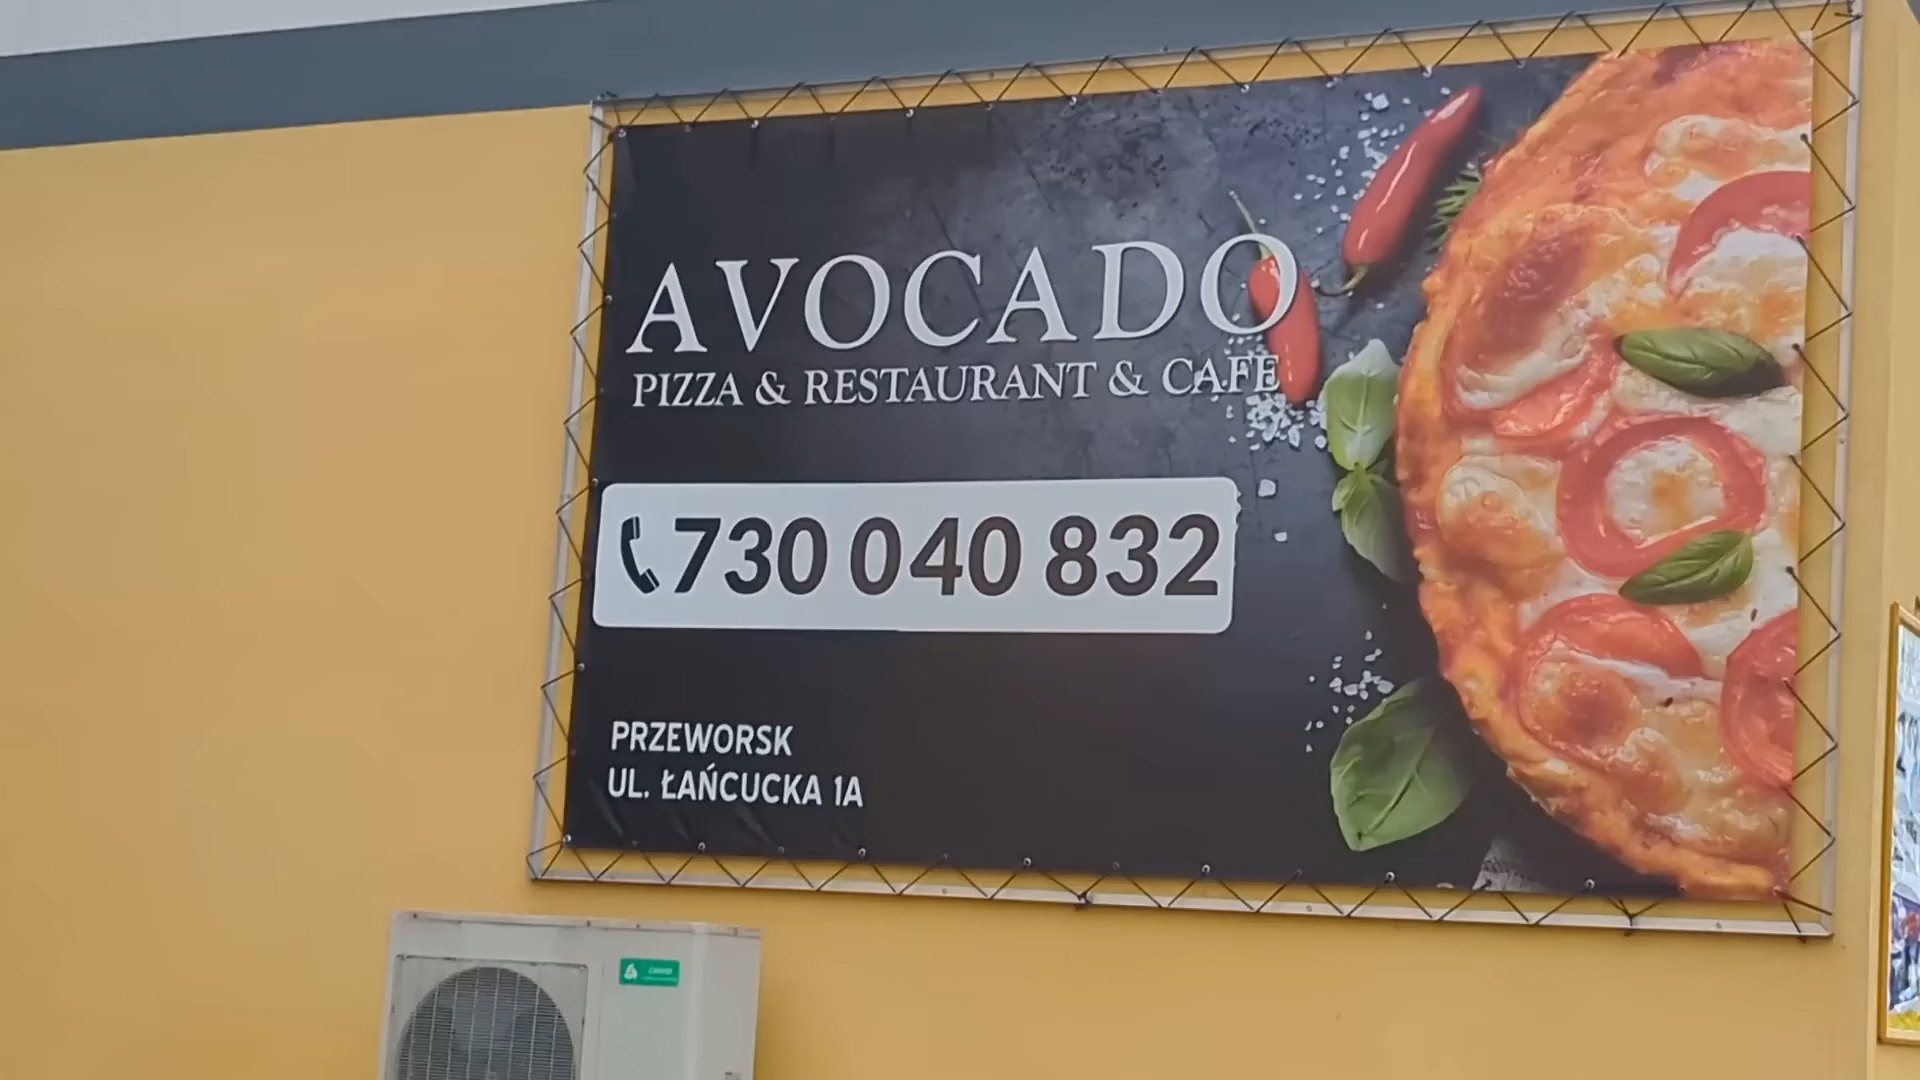 AVOCADO
PIZZA & RESTAURANT & CAFE
730 040 832
PRZEWORSK
UL. ŁAŃCUCKA 1A